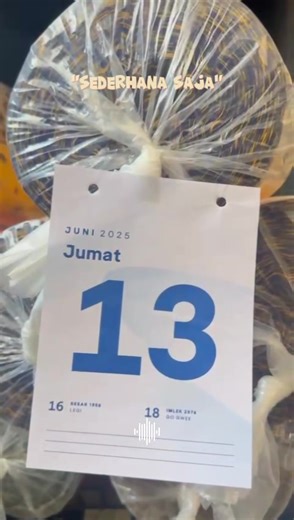 "SEDERHANA SAJA"
JUNI 2025
Jumat
13
16 BESAR 1958
LEGI
18 IMLEK 2576
GO GWEE